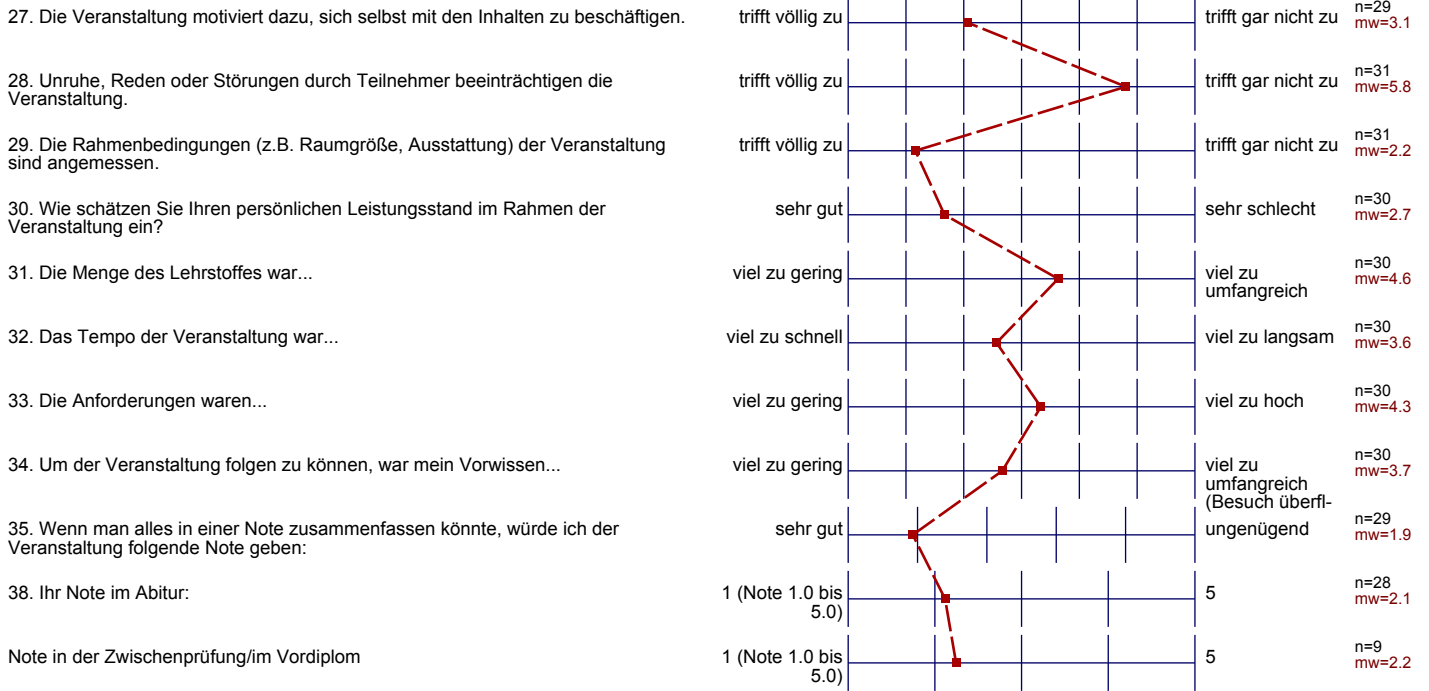 27. Die Veranstaltung motiviert dazu, sich selbst mit den Inhalten zu beschäftigen. trifft völlig zu trifft gar nicht zu n=29
mw=3.1
28. Unruhe, Reden oder Störungen durch Teilnehmer beeinträchtigen die
Veranstaltung.
trifft völlig zu trifft gar nicht zu n=31
mw=5.8
29. Die Rahmenbedingungen (z.B. Raumgröße, Ausstattung) der Veranstaltung
sind angemessen.
trifft völlig zu trifft gar nicht zu n=31
mw=2.2
30. Wie schätzen Sie Ihren persönlichen Leistungsstand im Rahmen der
Veranstaltung ein?
sehr gut sehr schlecht n=30
mw=2.7
31. Die Menge des Lehrstoffes war... viel zu gering viel zu
umfangreich
n=30
mw=4.6
32. Das Tempo der Veranstaltung war... viel zu schnell viel zu langsam n=30
mw=3.6
33. Die Anforderungen waren... viel zu gering viel zu hoch n=30
mw=4.3
34. Um der Veranstaltung folgen zu können, war mein Vorwissen... viel zu gering viel zu
umfangreich
(Besuch überfl-
n=30
mw=3.7
35. Wenn man alles in einer Note zusammenfassen könnte, würde ich der
Veranstaltung folgende Note geben:
sehr gut ungenügend n=29
mw=1.9
38. Ihr Note im Abitur: 1 (Note 1.0 bis
5.0)
5 n=28
mw=2.1
Note in der Zwischenprüfung/im Vordiplom 1 (Note 1.0 bis
5.0)
5 n=9
mw=2.2